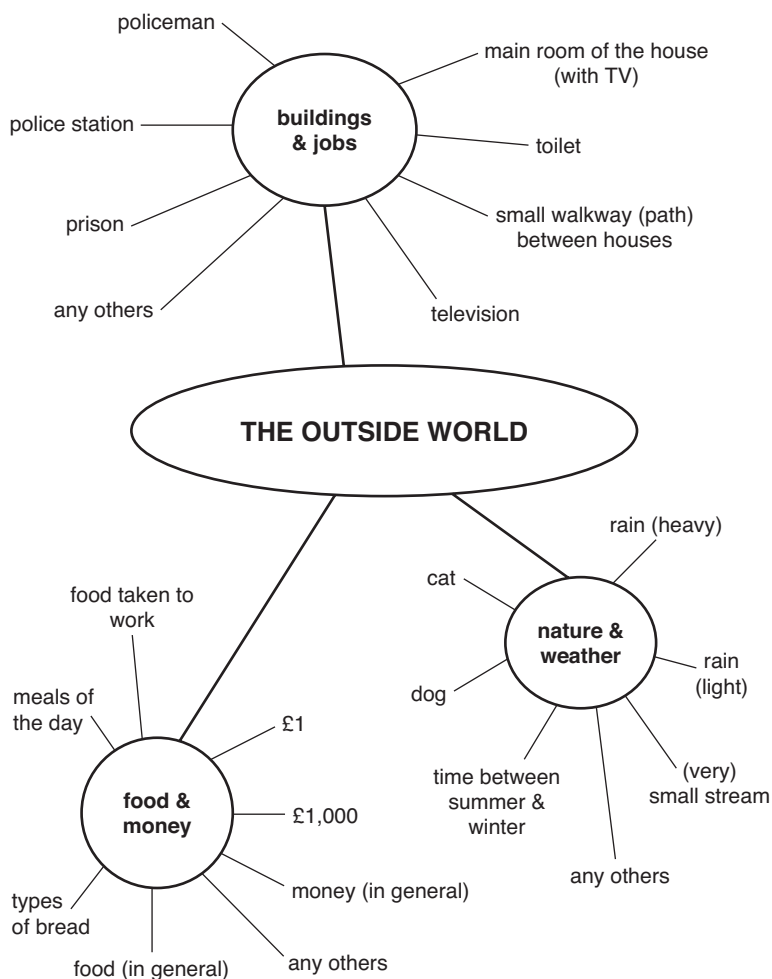 policeman
main room of the house
(with TV)
police station
buildings
& jobs
toilet
prison
small walkway (path)
between houses
any others
television
THE OUTSIDE WORLD
rain (heavy)
cat
food taken to
work
nature &
weather
rain
(light)
dog
meals of
the day
£1
time between
summer &
winter
(very)
small stream
food &
money
£1,000
any others
money (in general)
types
of bread
food (in general)
any others